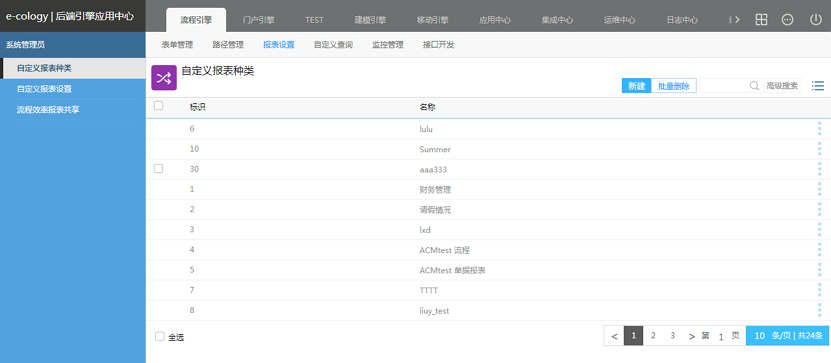 e-cology | 后端引擎应用中心
流程引擎 门户引擎 TEST 建模引擎 移动引擎 应用中心 集成中心 运维中心 日志中心
系统管理员
表单管理 路径管理 报表设置 自定义查询 监控管理 接口开发
自定义报表种类
自定义报表设置
流程效率报表共享
自定义报表种类
新建 批量删除 高级搜索
标识 名称
6 lulu
10 Summer
30 aaa333
1 财务管理
2 请假情况
3 lxd
4 ACMtest 流程
5 ACMtest 单据报表
7 TTTT
8 liuy_test
全选
< 1 2 3 > 第 1 页 10 条/页 | 共24条